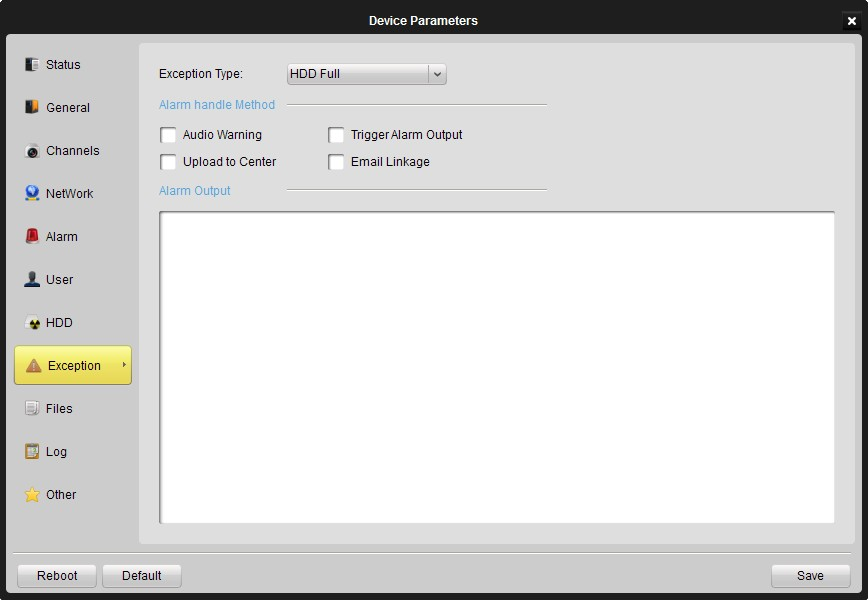 Device Parameters
Status
General
Channels
NetWork
Alarm
User
HDD
Exception
Files
Log
Other
Exception Type: HDD Full
Alarm handle Method
Audio Warning Trigger Alarm Output
Upload to Center Email Linkage
Alarm Output
Reboot Default Save